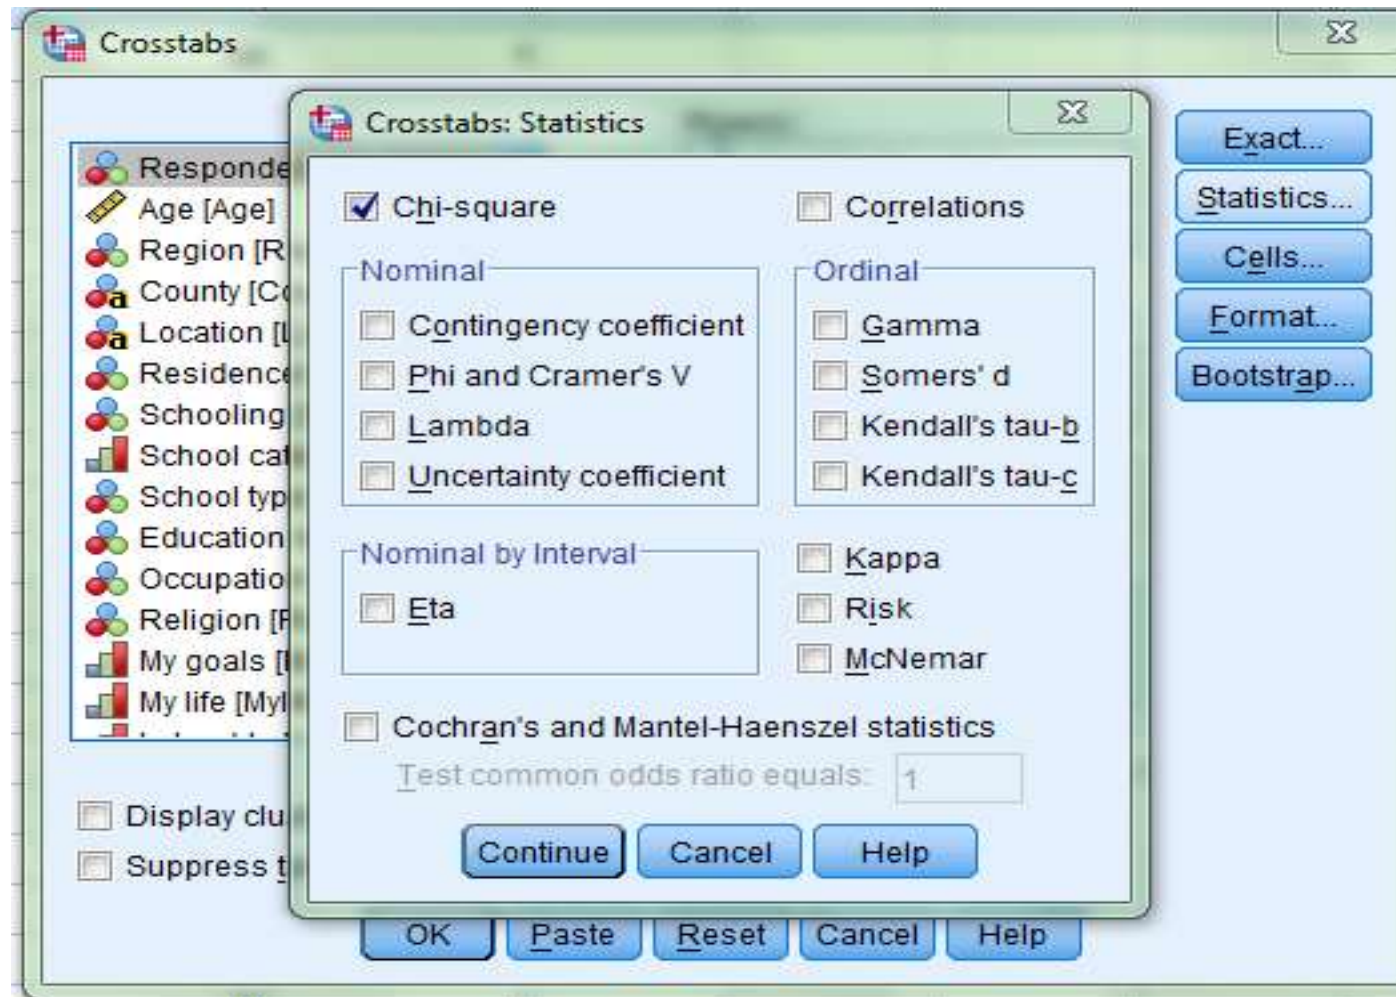 Crosstabs
Crosstabs: Statistics
Responde
Age [Age]
Region [R
County [Co
Location [L
Residence
Schooling
School cat
School typ
Education
Occupatio
Religion [F
My goals [
My life [Myl
Chi-square
Correlations
Nominal
Contingency coefficient
Phi and Cramer's V
Lambda
Uncertainty coefficient
Ordinal
Gamma
Somers' d
Kendall's tau-b
Kendall's tau-c
Nominal by Interval
Eta
Kappa
Risk
McNemar
Cochran's and Mantel-Haenszel statistics
Test common odds ratio equals: 1
Continue Cancel Help
Exact...
Statistics...
Cells...
Format...
Bootstrap...
Display clu
Suppress t
OK Paste Reset Cancel Help